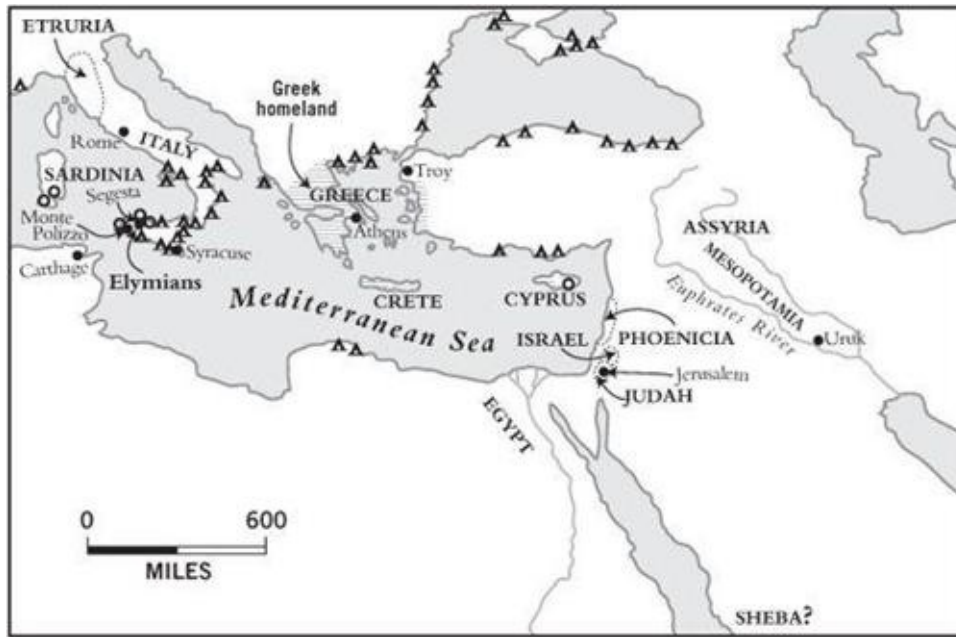 ETRURIA
Greek
homeland
Rome
ITALY
SARDINIA
Segesta
Monte
Polizzo
Carthage
Elymians
Syracuse
GREECE
Troy
Athens
CRETE
CYPRUS
Mediterranean Sea
ASSYRIA
MESOPOTAMIA
Euphrates River
Uruk
ISRAEL
PHOENICIA
Jerusalem
JUDAH
EGYPT
0 600
MILES
SHEBA?